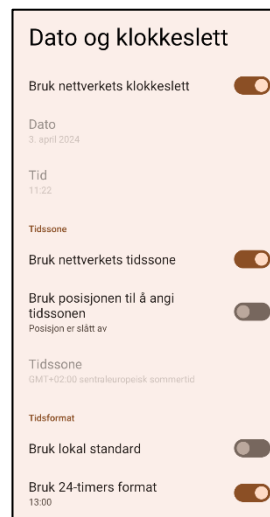 Dato og klokkeslett
Bruk nettverkets klokkeslett
Dato
3. april 2024
Tid
11:22
Tidssone
Bruk nettverkets tidssone
Bruk posisjonen til å angi
tidssonen
Posisjon er slått av
Tidssone
GMT+02:00 sentraleuropeisk sommertid
Tidsformat
Bruk lokal standard
Bruk 24-timers format
13:00